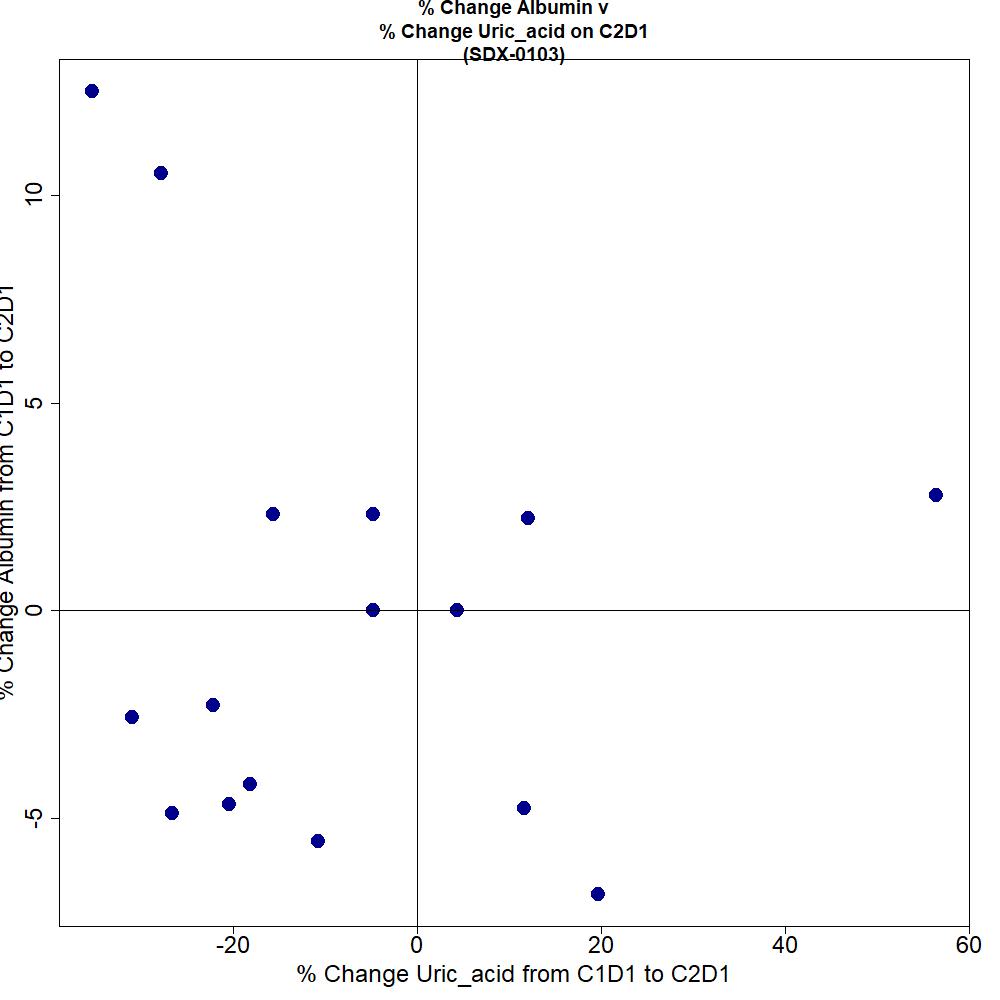 % Change Albumin v
% Change Uric_acid on C2D1
(SDX-0103)
% Change Albumin from C1D1 to C2D1
10
5
0
-5
-20
0
20
40
60
% Change Uric_acid from C1D1 to C2D1